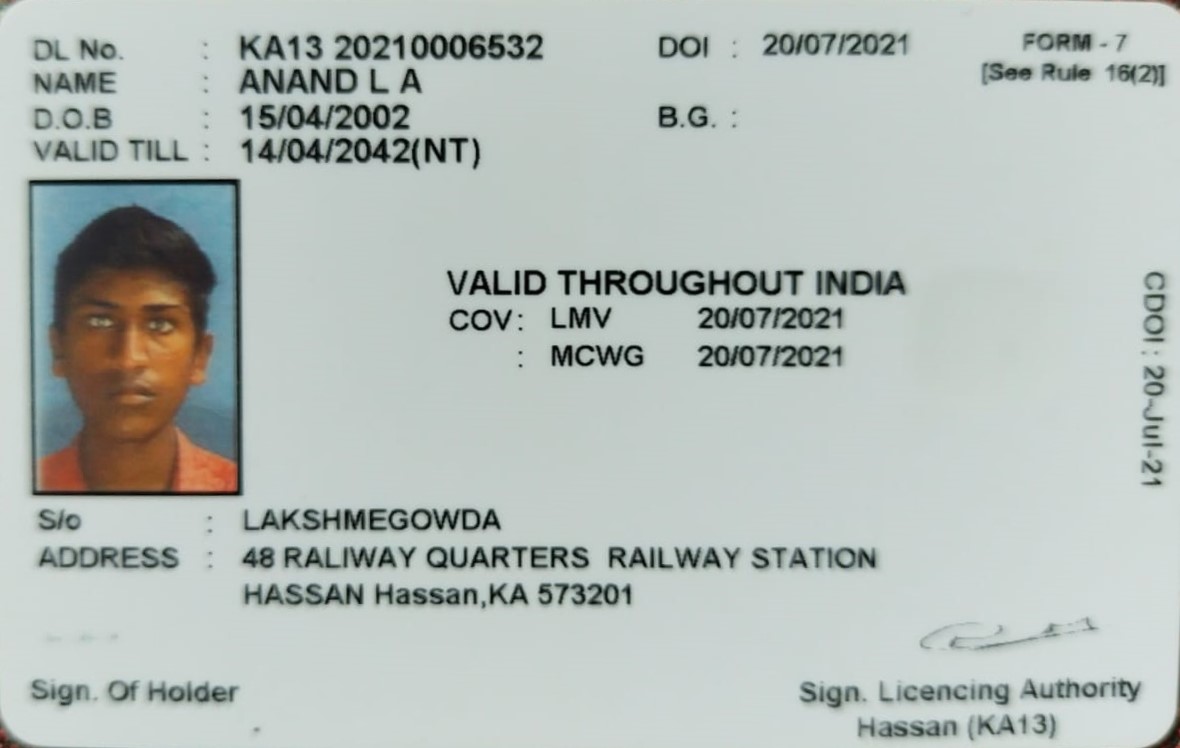 DL No. : KA13 20210006532 DOI : 20/07/2021 FORM - 7
NAME : ANAND L A [See Rule 16(2)]
D.O.B : 15/04/2002 B.G. :
VALID TILL : 14/04/2042(NT)
VALID THROUGHOUT INDIA
COV : LMV 20/07/2021
: MCWG 20/07/2021
CDOI : 20-Jul-21
S/o : LAKSHMEGOWDA
ADDRESS : 48 RALIWAY QUARTERS RAILWAY STATION
HASSAN Hassan,KA 573201
Sign. Of Holder
Sign. Licencing Authority
Hassan (KA13)